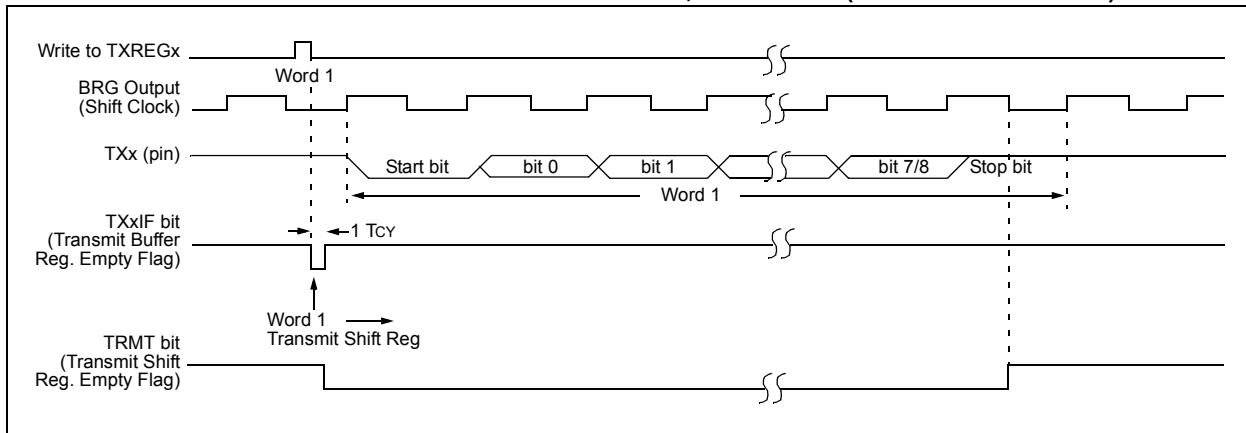 Write to TXREGx
Word 1
BRG Output
(Shift Clock)
TXx (pin)
Start bit
bit 0
bit 1
bit 7/8
Stop bit
Word 1
TXxIF bit
(Transmit Buffer
Reg. Empty Flag)
1 TCY
Word 1
Transmit Shift Reg
TRMT bit
(Transmit Shift
Reg. Empty Flag)